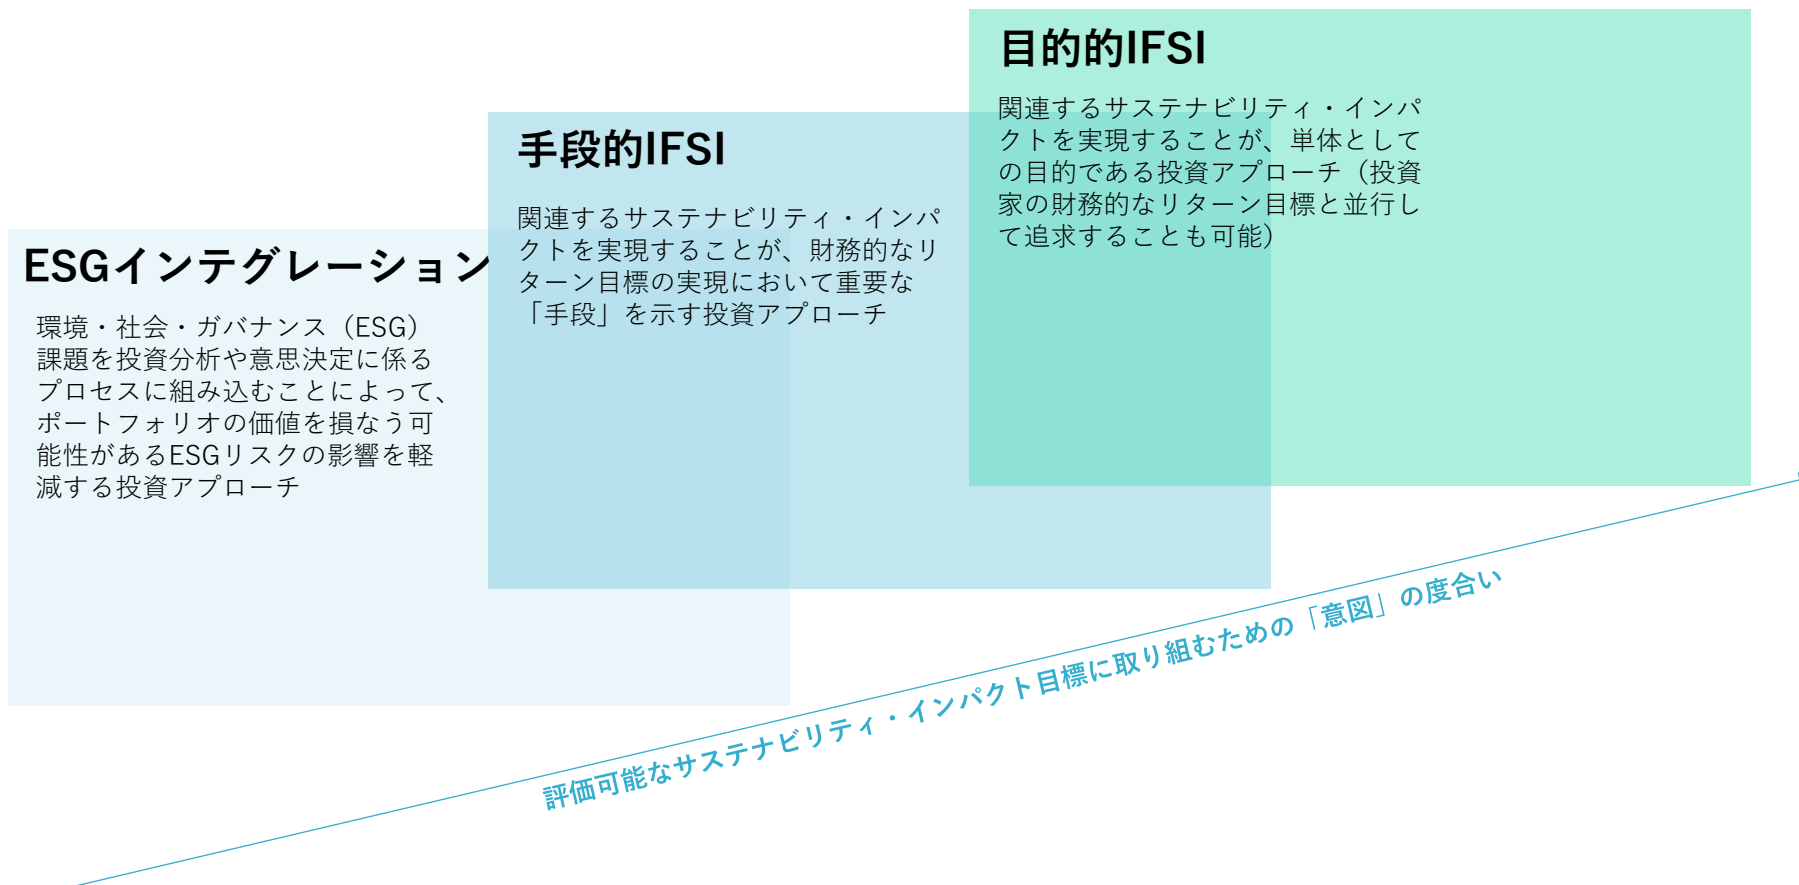 ESGインテグレーション
環境・社会・ガバナンス（ESG）
課題を投資分析や意思決定に係る
プロセスに組み込むことによって、
ポートフォリオの価値を損なう可
能性があるESGリスクの影響を軽
減する投資アプローチ
手段的IFSI
関連するサステナビリティ・インパ
クトを実現することが、財務的なリ
ターン目標の実現において重要な
「手段」を示す投資アプローチ
目的的IFSI
関連するサステナビリティ・インパ
クトを実現することが、単体として
の目的である投資アプローチ（投資
家の財務的なリターン目標と並行し
て追求することも可能）
評価可能なサステナビリティ・インパクト目標に取り組むための「意図」の度合い